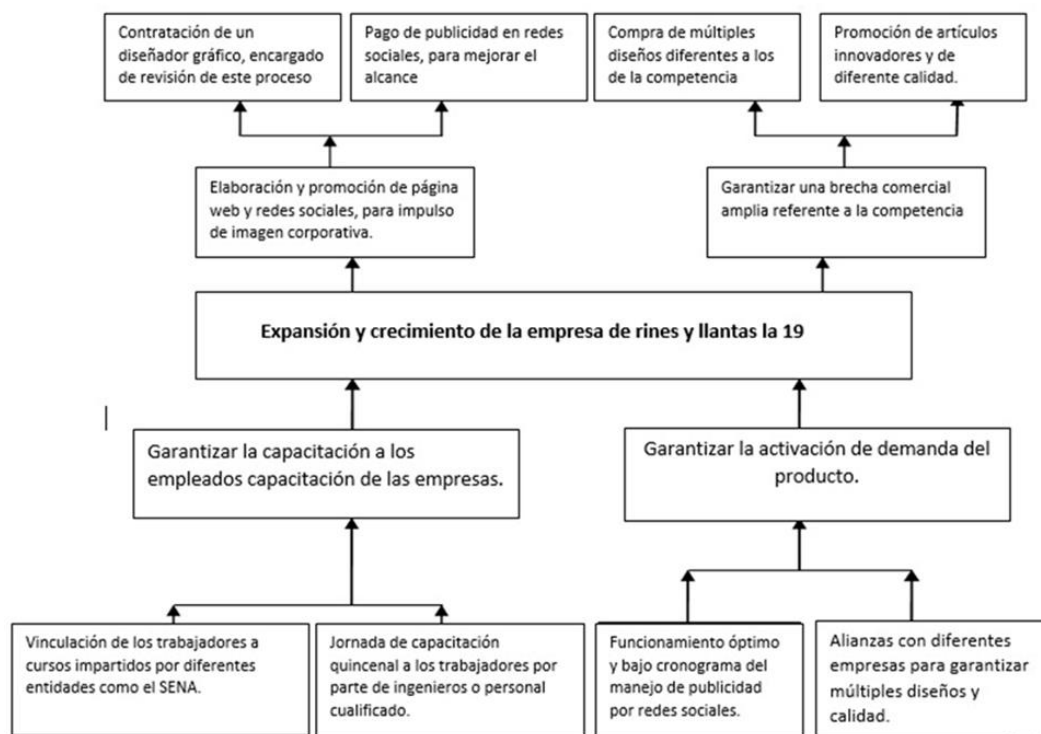 Contratación de un
diseñador gráfico, encargado
de revisión de este proceso
Pago de publicidad en redes
sociales, para mejorar el
alcance
Compra de múltiples
diseños diferentes a los
de la competencia
Promoción de artículos
innovadores y de
diferente calidad.
Elaboración y promoción de página
web y redes sociales, para impulso
de imagen corporativa.
Garantizar una brecha comercial
amplia referente a la competencia
Expansión y crecimiento de la empresa de rines y llantas la 19
Garantizar la capacitación a los
empleados capacitación de las empresas.
Garantizar la activación de demanda del
producto.
Vinculación de los trabajadores a
cursos impartidos por diferentes
entidades como el SENA.
Jornada de capacitación
quincenal a los trabajadores por
parte de ingenieros o personal
cualificado.
Funcionamiento óptimo
y bajo cronograma del
manejo de publicidad
por redes sociales.
Alianzas con diferentes
empresas para garantizar
múltiples diseños y
calidad.